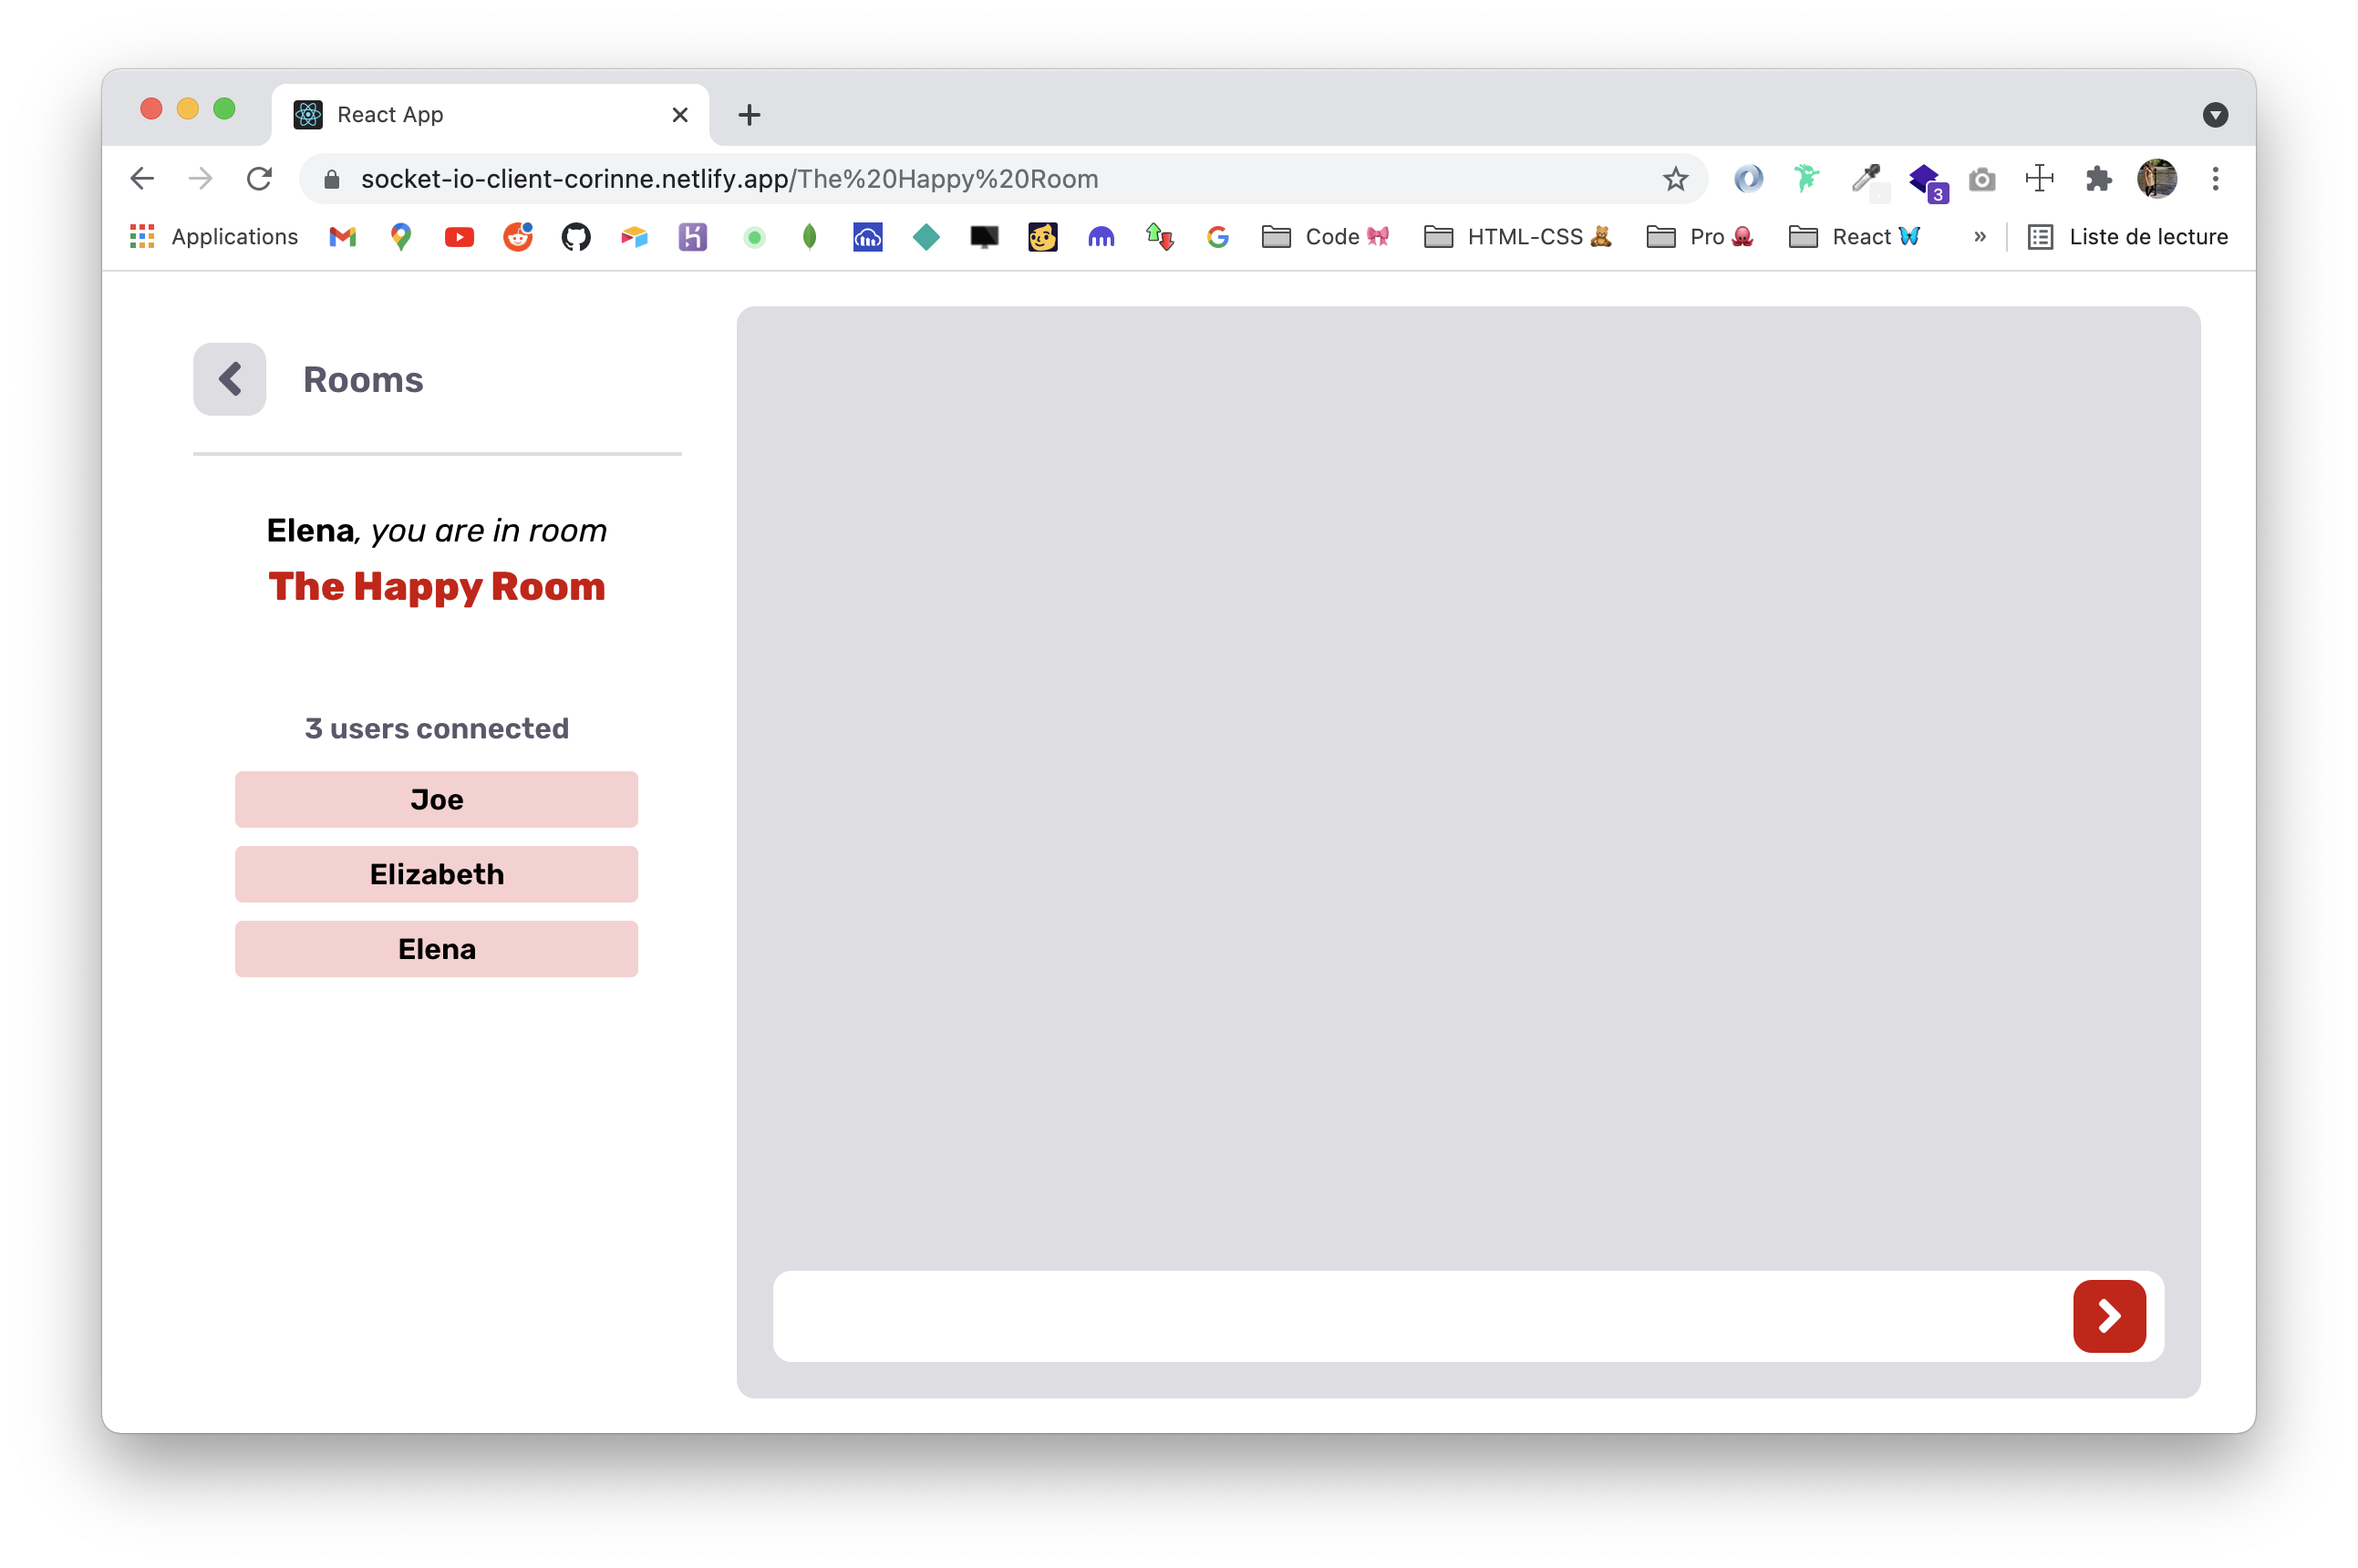 React App
socket-io-client-corinne.netlify.app/The%20Happy%20Room
3
Applications
Code
HTML-CSS
Pro
React
»
Liste de lecture
Rooms
Elena, you are in room
The Happy Room
3 users connected
Joe
Elizabeth
Elena